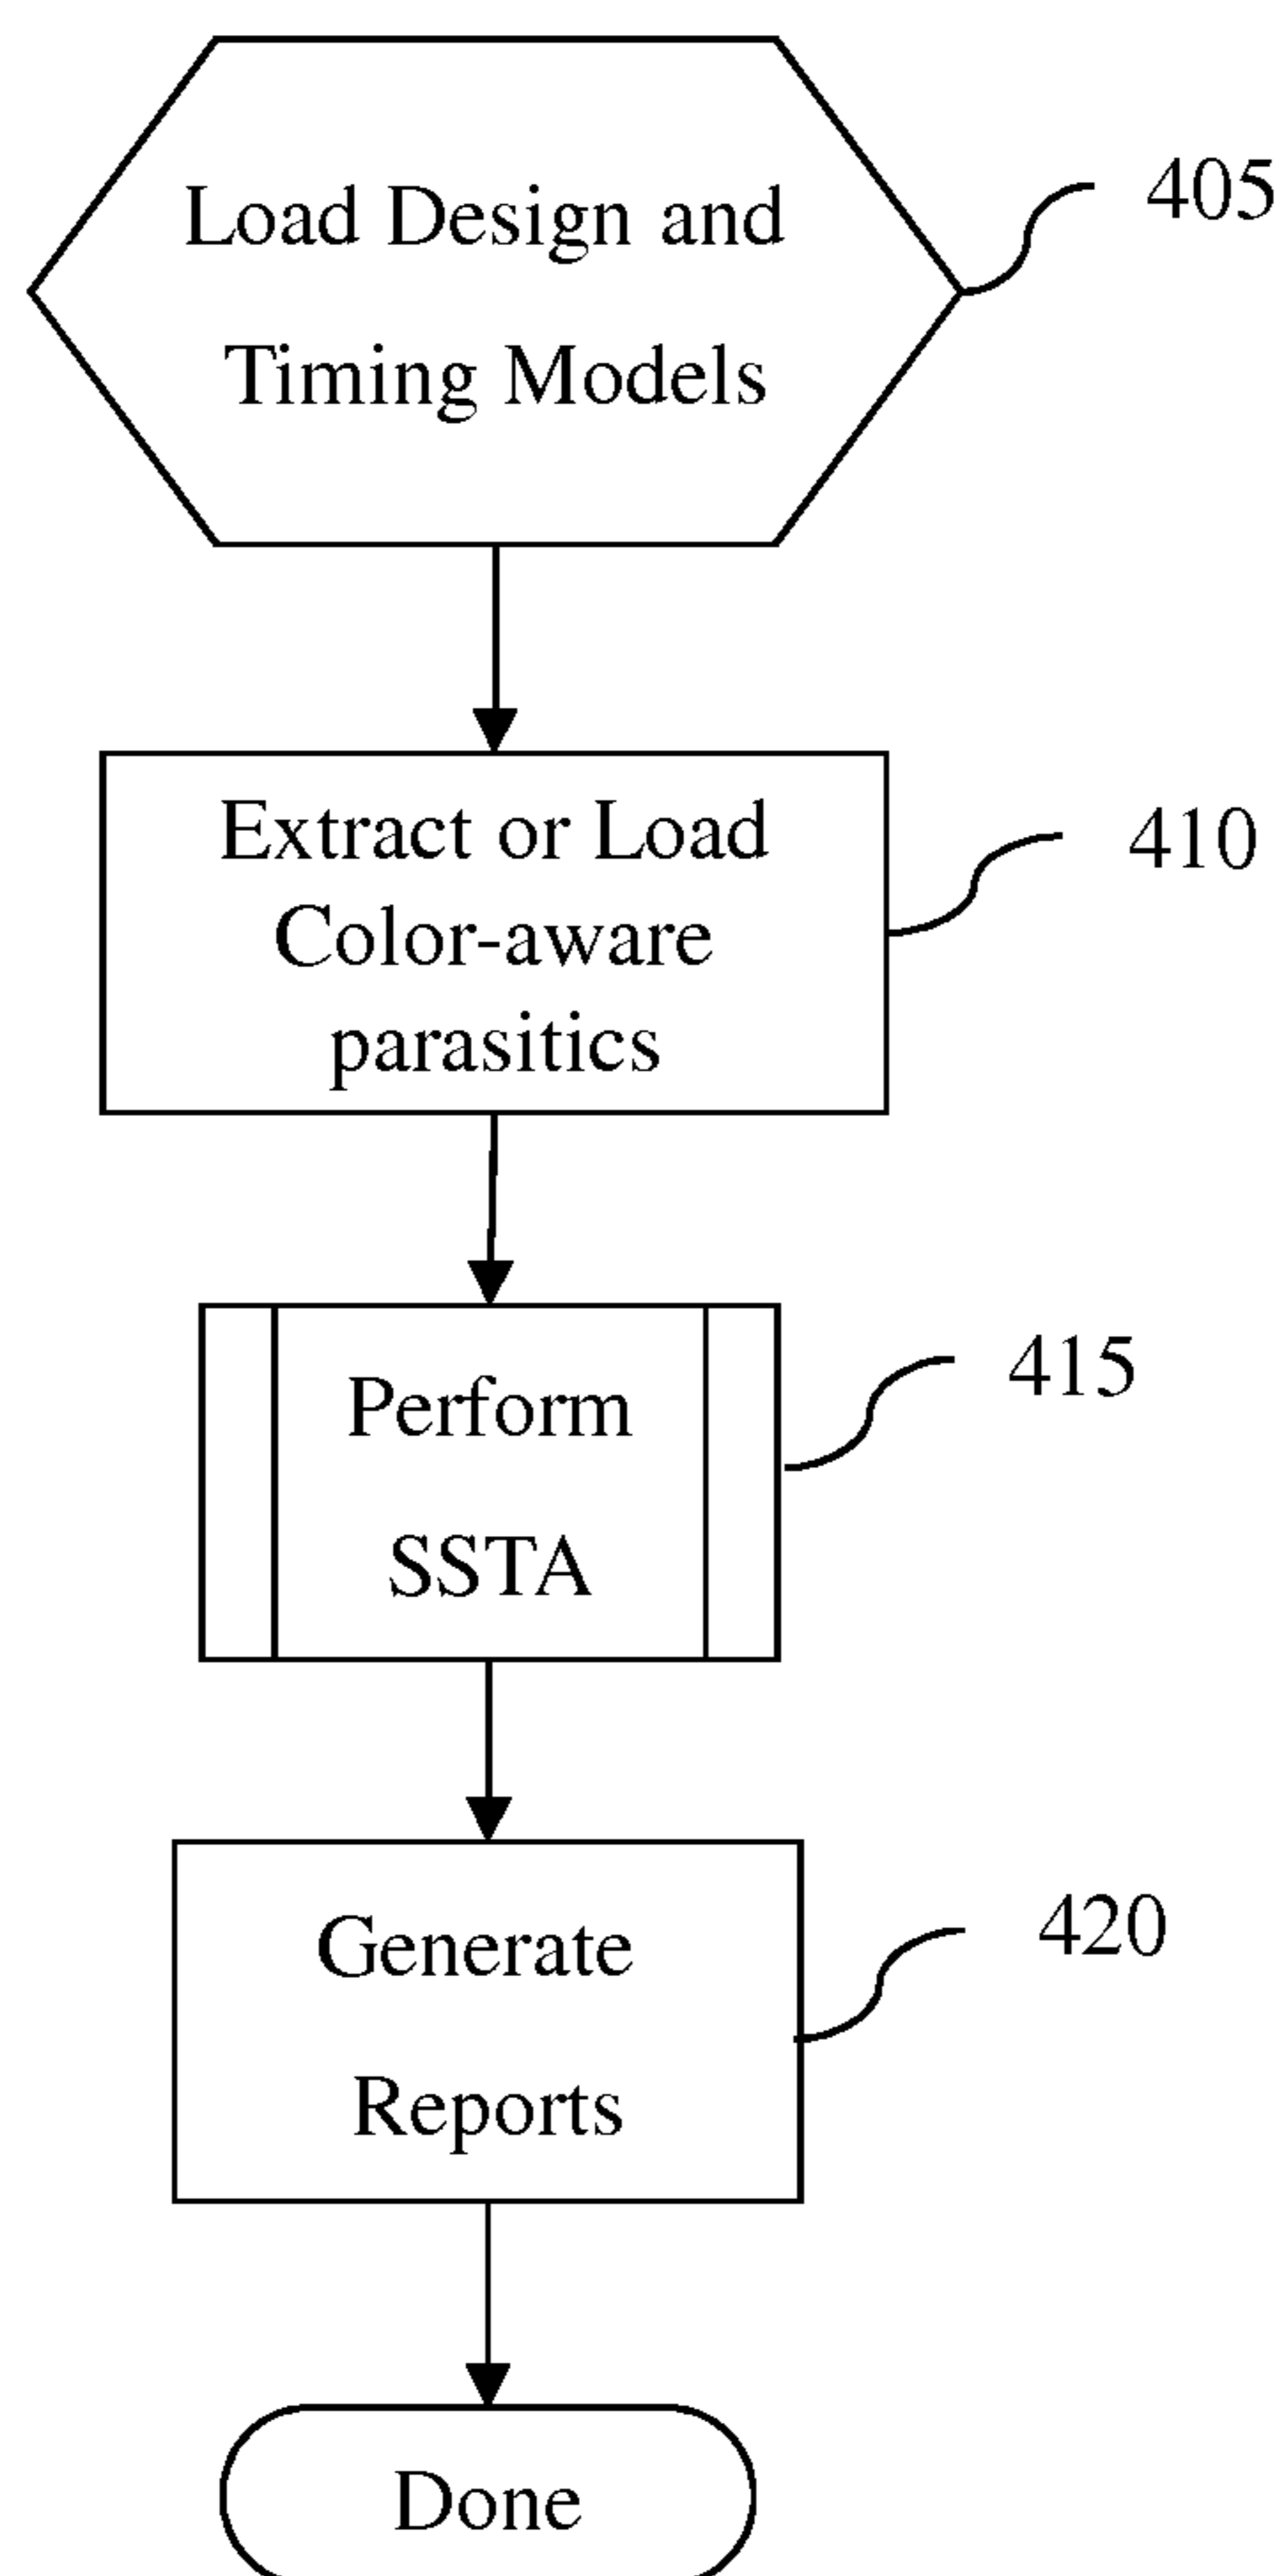 Load Design and
Timing Models
405
Extract or Load
Color-aware
parasitics
410
Perform
SSTA
415
Generate
Reports
420
Done